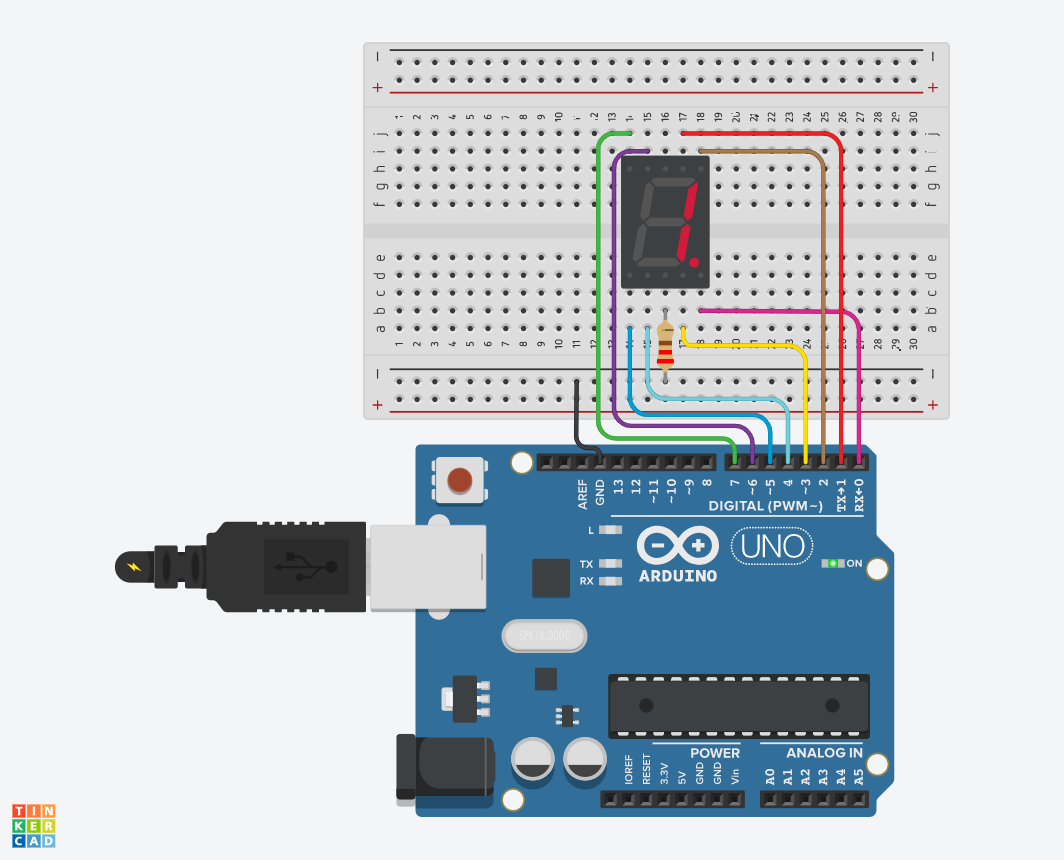 − −
+ +
1 2 3 4 5 6 7 8 9 10 11 12 13 14 15 16 17 18 19 20 21 22 23 24 25 26 27 28 29 30
j j
i i
h h
g g
f f
e e
d d
c c
b b
a a
1 2 3 4 5 6 7 8 9 10 11 12 13 14 15 17 18 19 20 21 22 23 24 25 26 27 28 29 30
− −
+ +
AREF GND 13 12 ~11 ~10 ~9 8 7 ~6 ~5 4 ~3 2 TX→1 RX←0
DIGITAL (PWM~)
L
TX
RX
UNO
ARDUINO
ON
SPK16.000G
POWER
ANALOG IN
IOREF RESET 3.3V 5V GND GND Vin A0 A1 A2 A3 A4 A5
TIN
KER
CAD